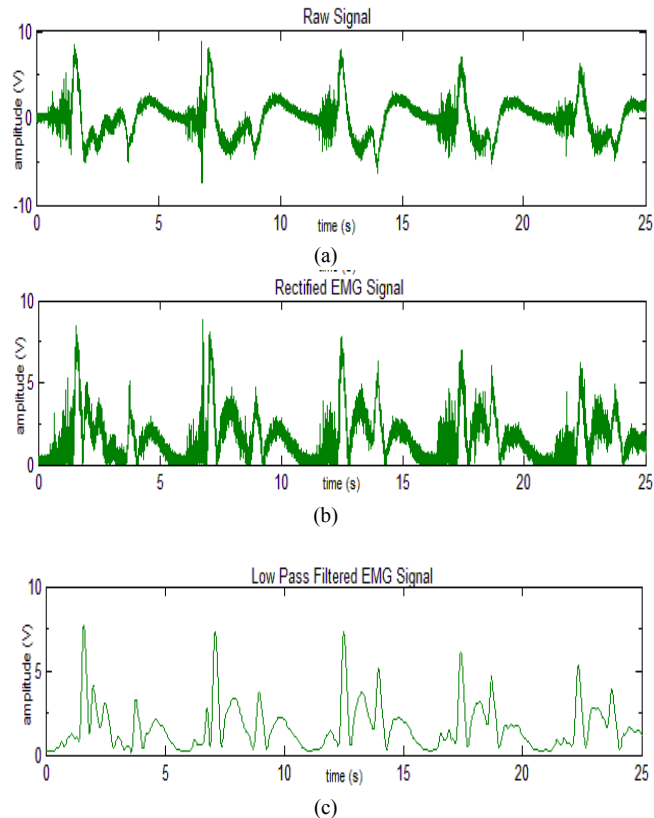 Raw Signal
10
0
-10
amplitude (V)
0 5 10 15 20 25
time (s)
(a)
time (s)
Rectified EMG Signal
10
5
0
amplitude (V)
0 5 10 15 20 25
time (s)
(b)
Low Pass Filtered EMG Signal
10
5
0
amplitude (V)
0 5 10 15 20 25
time (s)
(c)